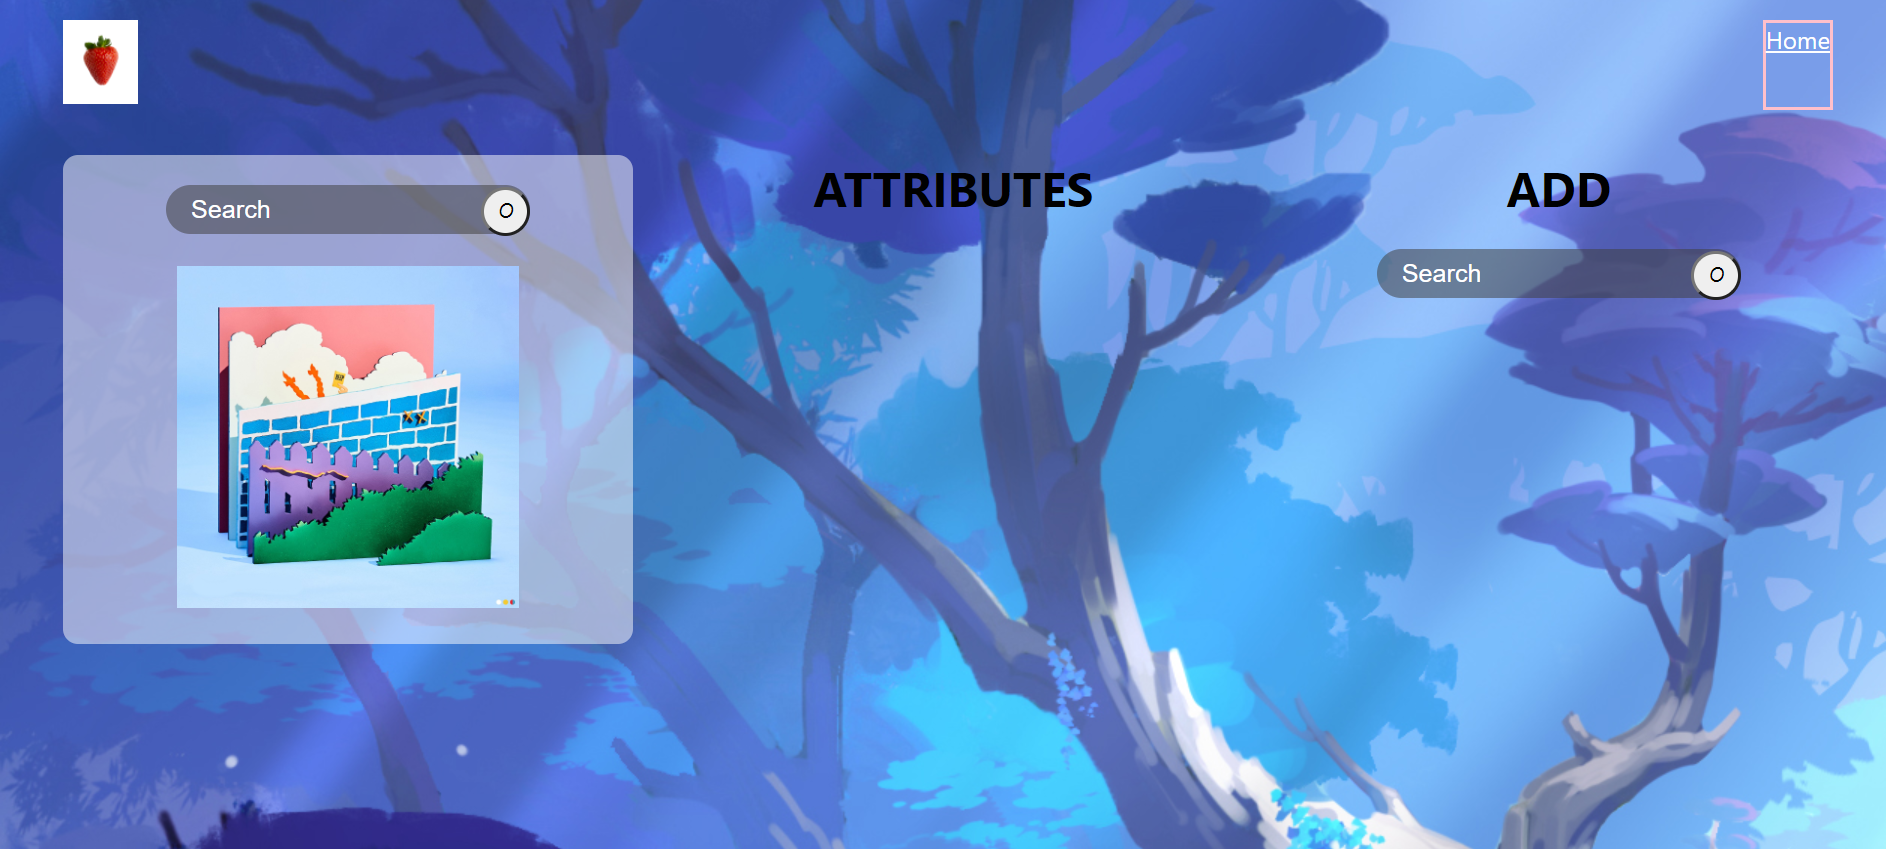 Home
Search
O
ATTRIBUTES
ADD
Search
O